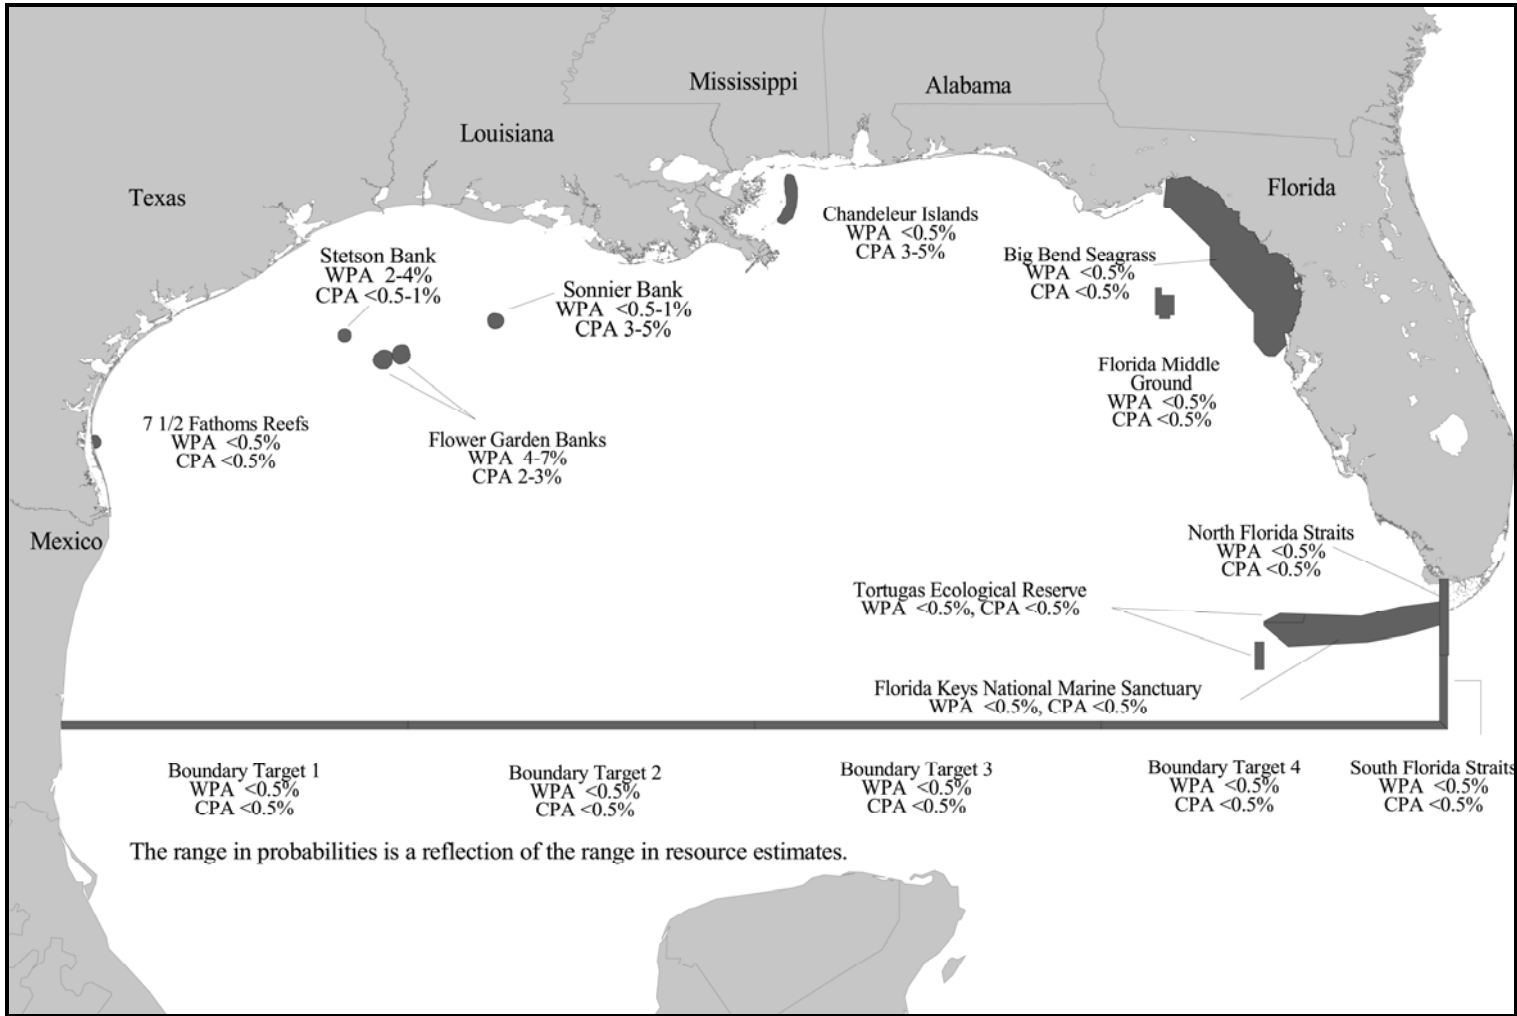 Mississippi
Alabama
Louisiana
Texas
Florida
Chandeleur Islands
WPA <0.5%
CPA 3-5%
Stetson Bank
WPA 2-4%
CPA <0.5-1%
Big Bend Seagrass
WPA <0.5%
CPA <0.5%
Sonnier Bank
WPA <0.5-1%
CPA 3-5%
Florida Middle
Ground
WPA <0.5%
CPA <0.5%
7 1/2 Fathoms Reefs
WPA <0.5%
CPA <0.5%
Flower Garden Banks
WPA 4-7%
CPA 2-3%
Mexico
North Florida Straits
WPA <0.5%
CPA <0.5%
Tortugas Ecological Reserve
WPA <0.5%, CPA <0.5%
Florida Keys National Marine Sanctuary
WPA <0.5%, CPA <0.5%
Boundary Target 1
WPA <0.5%
CPA <0.5%
Boundary Target 2
WPA <0.5%
CPA <0.5%
Boundary Target 3
WPA <0.5%
CPA <0.5%
Boundary Target 4
WPA <0.5%
CPA <0.5%
South Florida Straits
WPA <0.5%
CPA <0.5%
The range in probabilities is a reflection of the range in resource estimates.